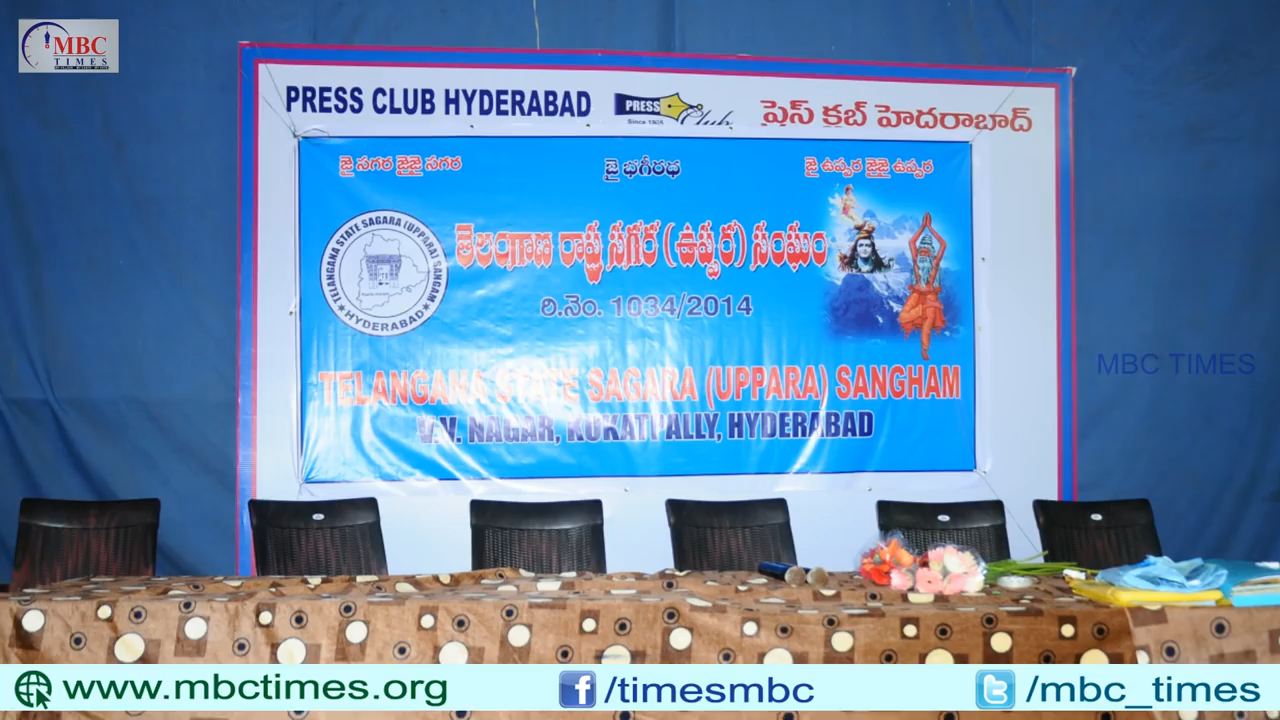 MBC
TIMES
PRESS CLUB HYDERABAD
PRESS
Club
Since 1965
ప్రెస్ క్లబ్ హైదరాబాద్
జై సగర జైజై సగర
జై భగీరథ
జై ఉప్పర జైజై ఉప్పర
TELANGANA STATE SAGARA (UPPARA) SANGAM
★ HYDERABAD ★
తెలంగాణ రాష్ట్ర సగర (ఉప్పర) సంఘం
రి.నెం. 1034/2014
TELANGANA STATE SAGARA (UPPARA) SANGHAM
V.V. NAGAR, KUKATPALLY, HYDERABAD
MBC TIMES
www.mbctimes.org
/timesmbc
/mbc_times